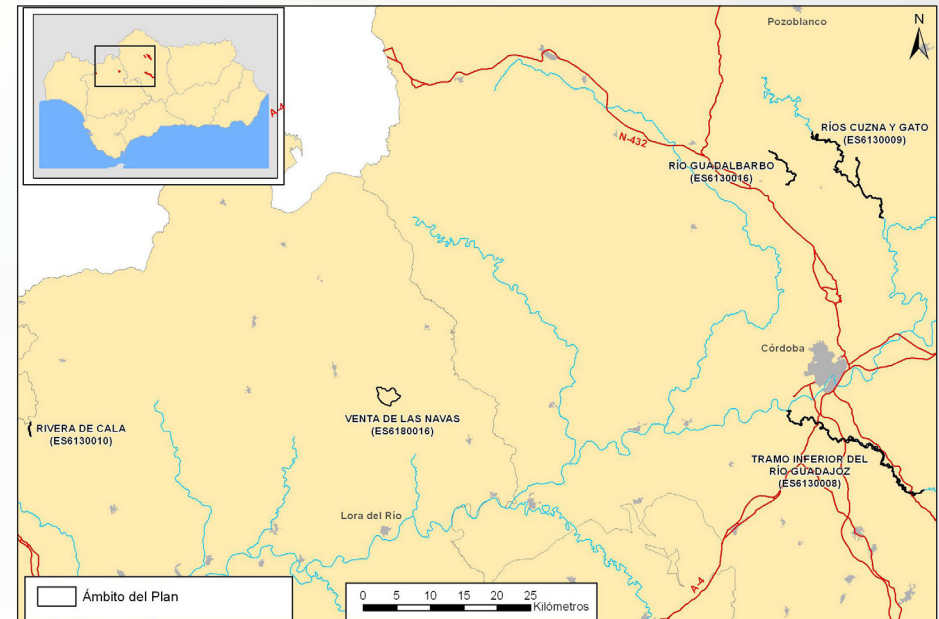 Pozoblanco
N
A-4
RÍOS CUZNA Y GATO
(ES6130009)
N-432
RÍO GUADALBARBO
(ES6130016)
Córdoba
RIVERA DE CALA
(ES6130010)
VENTA DE LAS NAVAS
(ES6180016)
TRAMO INFERIOR DEL
RÍO GUADAJOZ
(ES6130008)
Lora del Río
A-4
Ámbito del Plan
0 5 10 15 20 25
Kilómetros